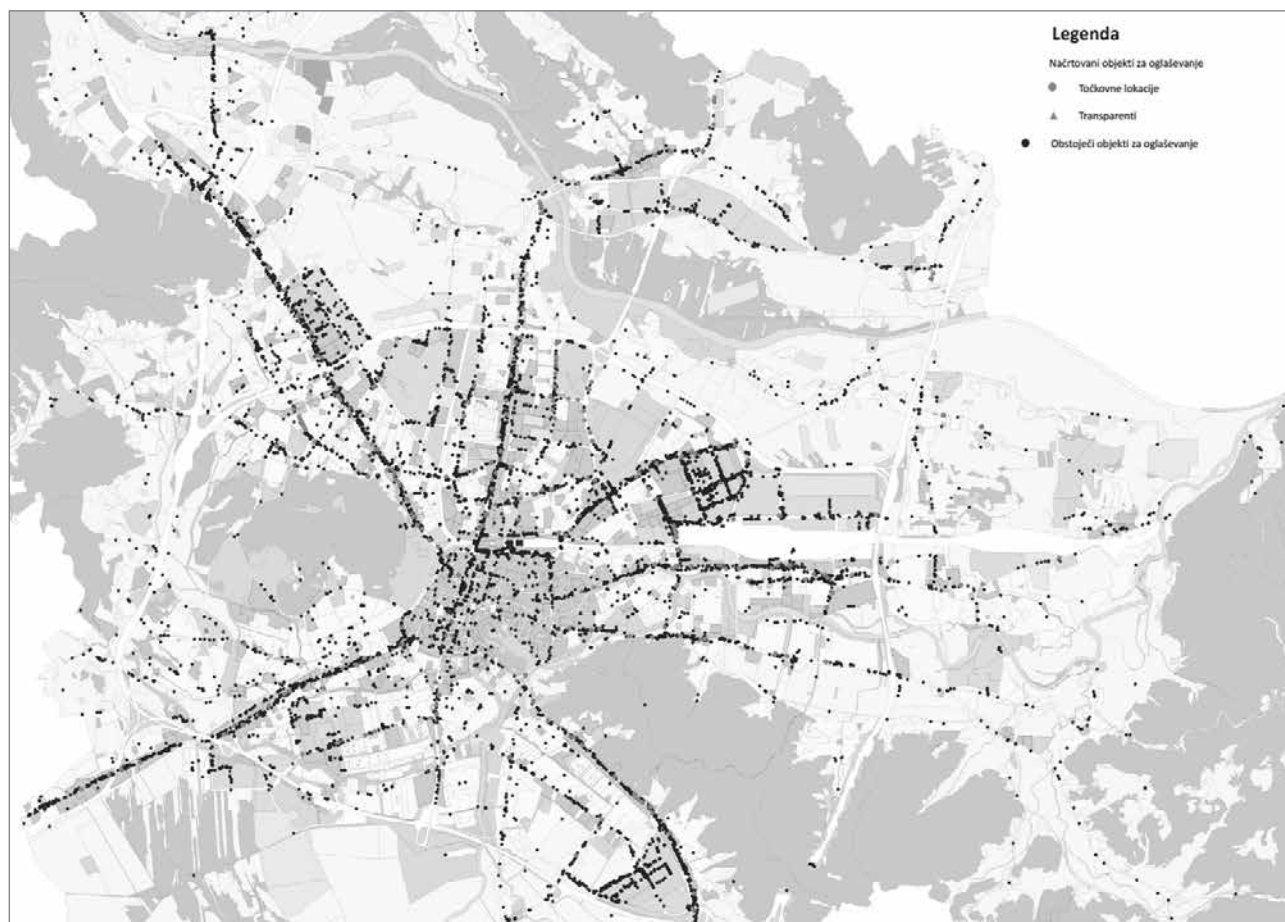 Legenda
Načrtovani objekti za oglaševanje
Točkovne lokacije
Transparenti
Obstoječi objekti za oglaševanje